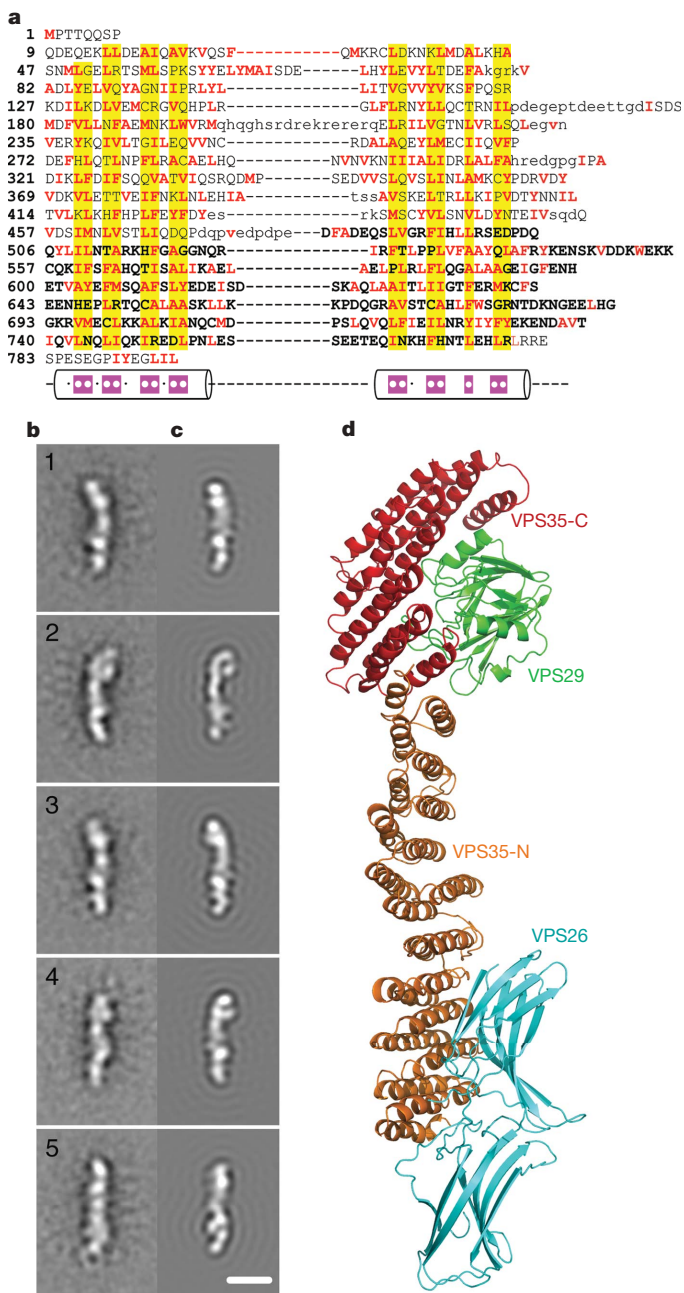 a
1 MPTTQQSP
9 QDEQEKLLDEAIQAVKVQSF------------QMKRCLDKNKLMDALKHA
47 SNMLGELRTSMLSPKSYYELYMAISDE------LHYLEVYLTDEFAkgrkV
82 ADLYELVQYAGNIIPRLYL------------LITVGVVYVKSFPQSR
127 KDILKDLVEMCRGVQHPLR------------GLFLRNYLLQCTRNILpdegeptdeettgdISDS
180 MDFVLLNFAEMNKLWVRMqhqghsrdrekrererqELRILVGTNLVRLSQLegvn
235 VERYKQIVLTGILEQVVNC------------RDALAQEYLMECIIQVF
272 DEFHLQTLNPFLRACAELHQ--------NVNVKNIIIALIDRLALFAhredgpgIPA
321 DIKLFDIFSQQVATVIQSRQDMP------SEDVVSLQVSLINLAMKCYPDRVDY
369 VDKVLETTVEIFNKLNLEHIA--------tssAVSKELTRLLKIPVDTYNNIL
414 TVLKLKHFHPLFEYFDYes----------rkSMSCYVLSNVLDYNTEIVsqdQ
457 VDSIMNLVSTLIQDQPdqpvedpdpe--DFADEQSLVGRFIHLLRSEDPDQ
506 QYLILNTARKHFGAGGNQR------------IRFTLPPLVFAAYQLAFRYKENSKVDDKWEKK
557 CQKIFSFAHQTISALIKAEL-----------AELPLRLFLQGALAAGEIGFENH
600 ETVAYEFMSQAFSLYEDEISD------SKAQLAAITLIIGTFERMKCFS
643 EENHEPLRTQCALAASKLLK--------KPDQGRAVSTCAHLFWSGRNTDKNGEELHG
693 GKRVMECLKKALKIANQCMD--------PSLQVQLFIEILNRYIYFYEKENDAVT
740 IQVLNQLIQKIREDLPNLES------SEETEQINKHFHNTLEHLRLRRE
783 SPESEGPIYEGLIL
b
c
d
1
2
3
4
5
VPS35-C
VPS29
VPS35-N
VPS26